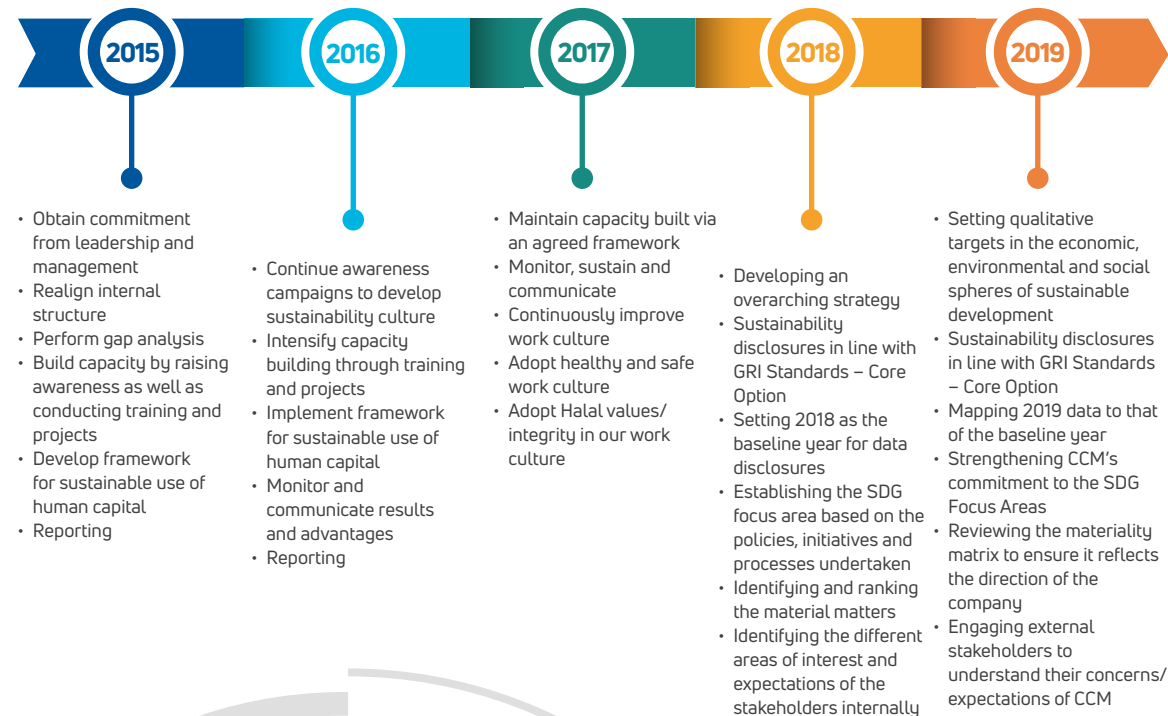 2015
2016
2017
2018
2019
• Obtain commitment
from leadership and
management
• Realign internal
structure
• Perform gap analysis
• Build capacity by raising
awareness as well as
conducting training and
projects
• Develop framework
for sustainable use of
human capital
• Reporting
• Continue awareness
campaigns to develop
sustainability culture
• Intensify capacity
building through training
and projects
• Implement framework
for sustainable use of
human capital
• Monitor and
communicate results
and advantages
• Reporting
• Maintain capacity built via
an agreed framework
• Monitor, sustain and
communicate
• Continuously improve
work culture
• Adopt healthy and safe
work culture
• Adopt Halal values/
integrity in our work
culture
• Developing an
overarching strategy
• Sustainability
disclosures in line with
GRI Standards – Core
Option
• Setting 2018 as the
baseline year for data
disclosures
• Establishing the SDG
focus area based on the
policies, initiatives and
processes undertaken
• Identifying and ranking
the material matters
• Identifying the different
areas of interest and
expectations of the
stakeholders internally
• Setting qualitative
targets in the economic,
environmental and social
spheres of sustainable
development
• Sustainability disclosures
in line with GRI Standards
– Core Option
• Mapping 2019 data to that
of the baseline year
• Strengthening CCM's
commitment to the SDG
Focus Areas
• Reviewing the materiality
matrix to ensure it reflects
the direction of the
company
• Engaging external
stakeholders to
understand their concerns/
expectations of CCM